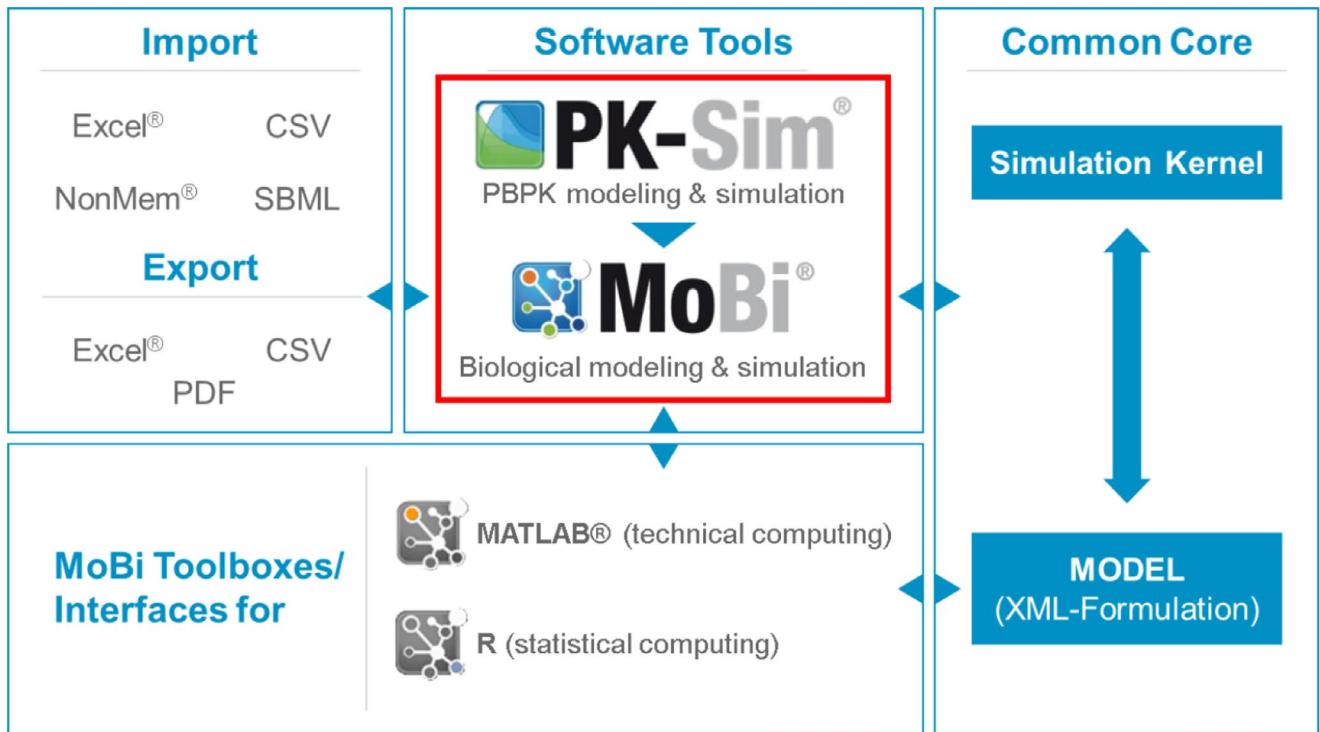 Import
Excel® CSV
NonMem® SBML
Export
Excel® CSV
PDF
Software Tools
PK-Sim®
PBPK modeling & simulation
MoBi®
Biological modeling & simulation
Common Core
Simulation Kernel
MODEL
(XML-Formulation)
MoBi Toolboxes/
Interfaces for
MATLAB® (technical computing)
R (statistical computing)